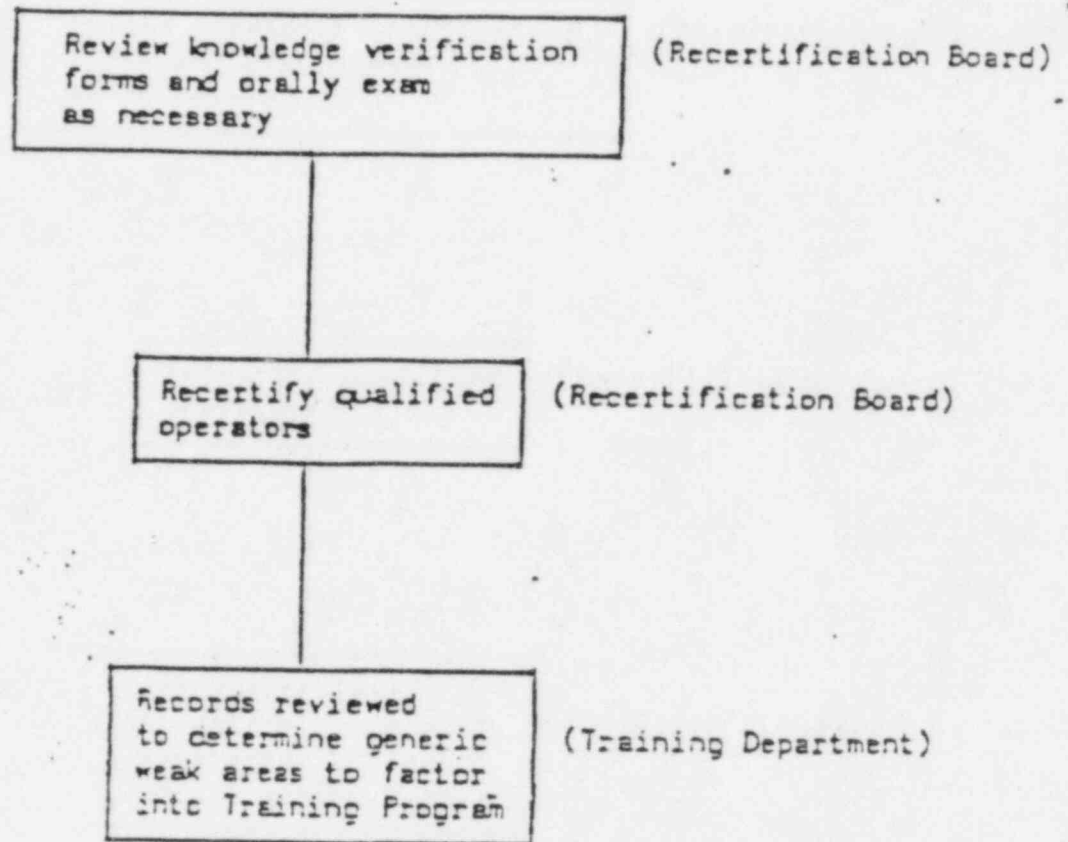 Review knowledge verification (Recertification Board)
forms and orally exam
as necessary
Recertify qualified (Recertification Board)
operators
Records reviewed
to determine generic (Training Department)
weak areas to factor
into Training Program